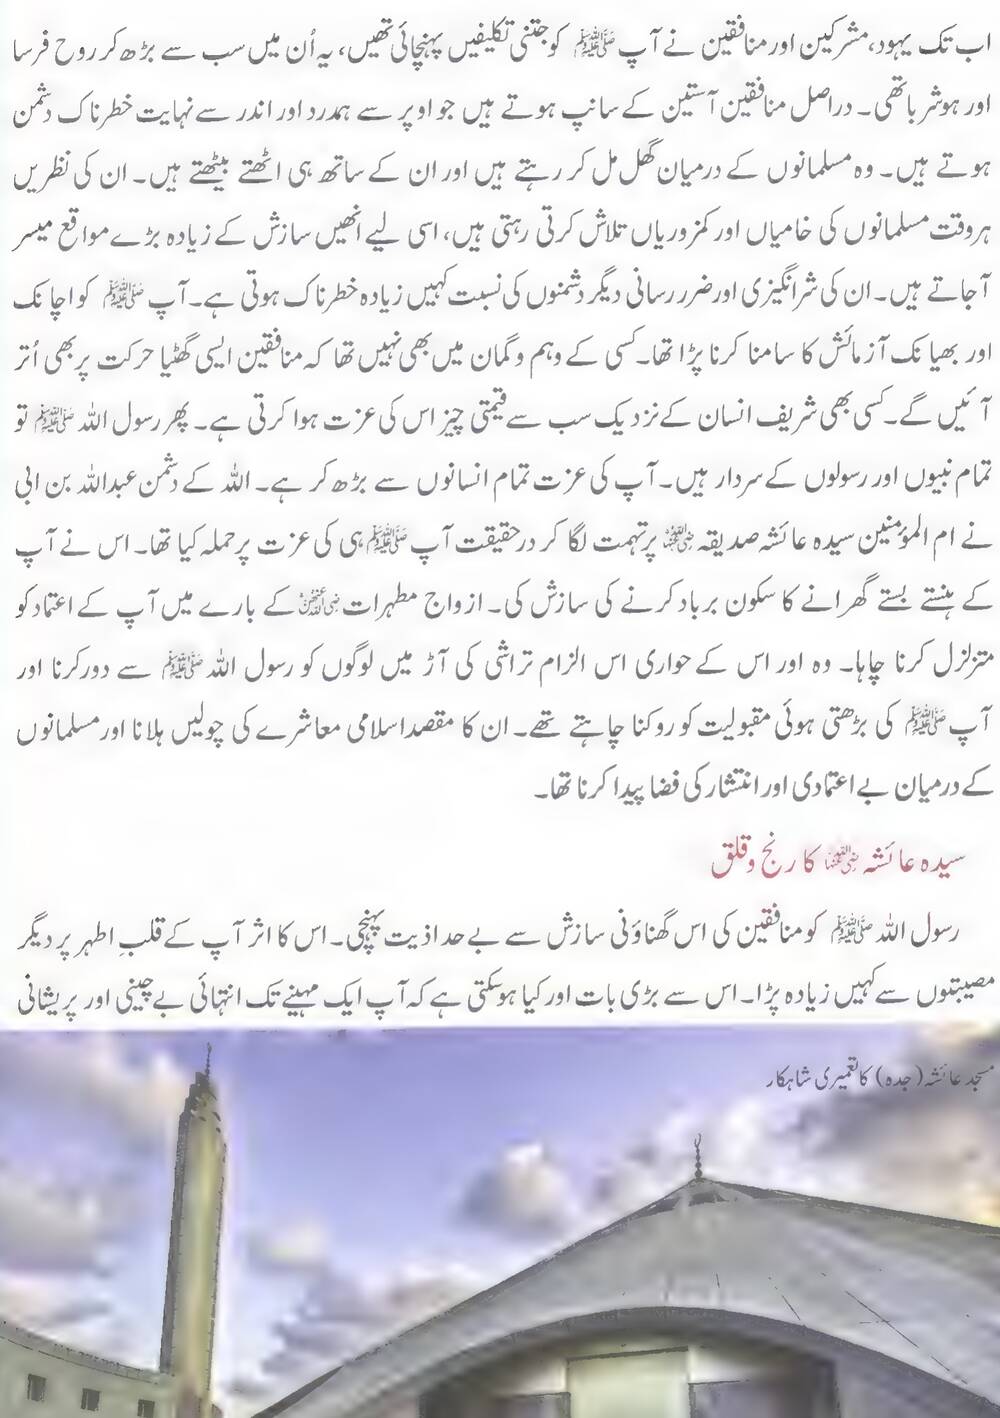 اب تک یہود، مشرکین اور منافقین نے آپ ﷺ کو جتنی تکلیفیں پہنچائی تھیں، یہ اُن میں سب سے بڑھ کر روح فرسا
اور ہوشربا تھی۔ دراصل منافقین آستین کے سانپ ہوتے ہیں جو اوپر سے ہمدرد اور اندر سے نہایت خطرناک دشمن
ہوتے ہیں۔ وہ مسلمانوں کے درمیان گھل مل کر رہتے ہیں اور ان کے ساتھ ہی اٹھتے بیٹھتے ہیں۔ ان کی نظریں
ہر وقت مسلمانوں کی خامیاں اور کمزوریاں تلاش کرتی رہتی ہیں، اسی لیے انھیں سازش کے زیادہ بڑے مواقع میسر
آ جاتے ہیں۔ ان کی شر انگیزی اور ضرر رسانی دیگر دشمنوں کی نسبت کہیں زیادہ خطرناک ہوتی ہے۔ آپ ﷺ کو اچانک
اور بھیانک آزمائش کا سامنا کرنا پڑا تھا۔ کسی کے وہم و گمان میں بھی نہیں تھا کہ منافقین ایسی گھٹیا حرکت پر بھی اُتر
آئیں گے۔ کسی بھی شریف انسان کے نزدیک سب سے قیمتی چیز اس کی عزت ہوا کرتی ہے۔ پھر رسول اللہ ﷺ تو
تمام نبیوں اور رسولوں کے سردار ہیں۔ آپ کی عزت تمام انسانوں سے بڑھ کر ہے۔ اللہ کے دشمن عبداللہ بن ابی
نے ام المؤمنین سیدہ عائشہ صدیقہ رضی اللہ عنہا پر تہمت لگا کر درحقیقت آپ ﷺ ہی کی عزت پر حملہ کیا تھا۔ اس نے آپ
کے ہنستے بستے گھرانے کا سکون برباد کرنے کی سازش کی۔ ازواج مطہرات رضی اللہ عنہن کے بارے میں آپ کے اعتماد کو
متزلزل کرنا چاہا۔ وہ اور اس کے حواری اس الزام تراشی کی آڑ میں لوگوں کو رسول اللہ ﷺ سے دور کرنا اور
آپ ﷺ کی بڑھتی ہوئی مقبولیت کو روکنا چاہتے تھے۔ ان کا مقصد اسلامی معاشرے کی چولیں ہلانا اور مسلمانوں
کے درمیان بے اعتمادی اور انتشار کی فضا پیدا کرنا تھا۔
سیدہ عائشہ رضی اللہ عنہا کا رنج و قلق
رسول اللہ ﷺ کو منافقین کی اس گھناؤنی سازش سے بے حد اذیت پہنچی۔ اس کا اثر آپ کے قلبِ اطہر پر دیگر
مصیبتوں سے کہیں زیادہ پڑا۔ اس سے بڑی بات اور کیا ہوسکتی ہے کہ آپ ایک مہینے تک انتہائی بے چینی اور پریشانی
مسجد عائشہ (جدہ) کا تعمیری شاہکار